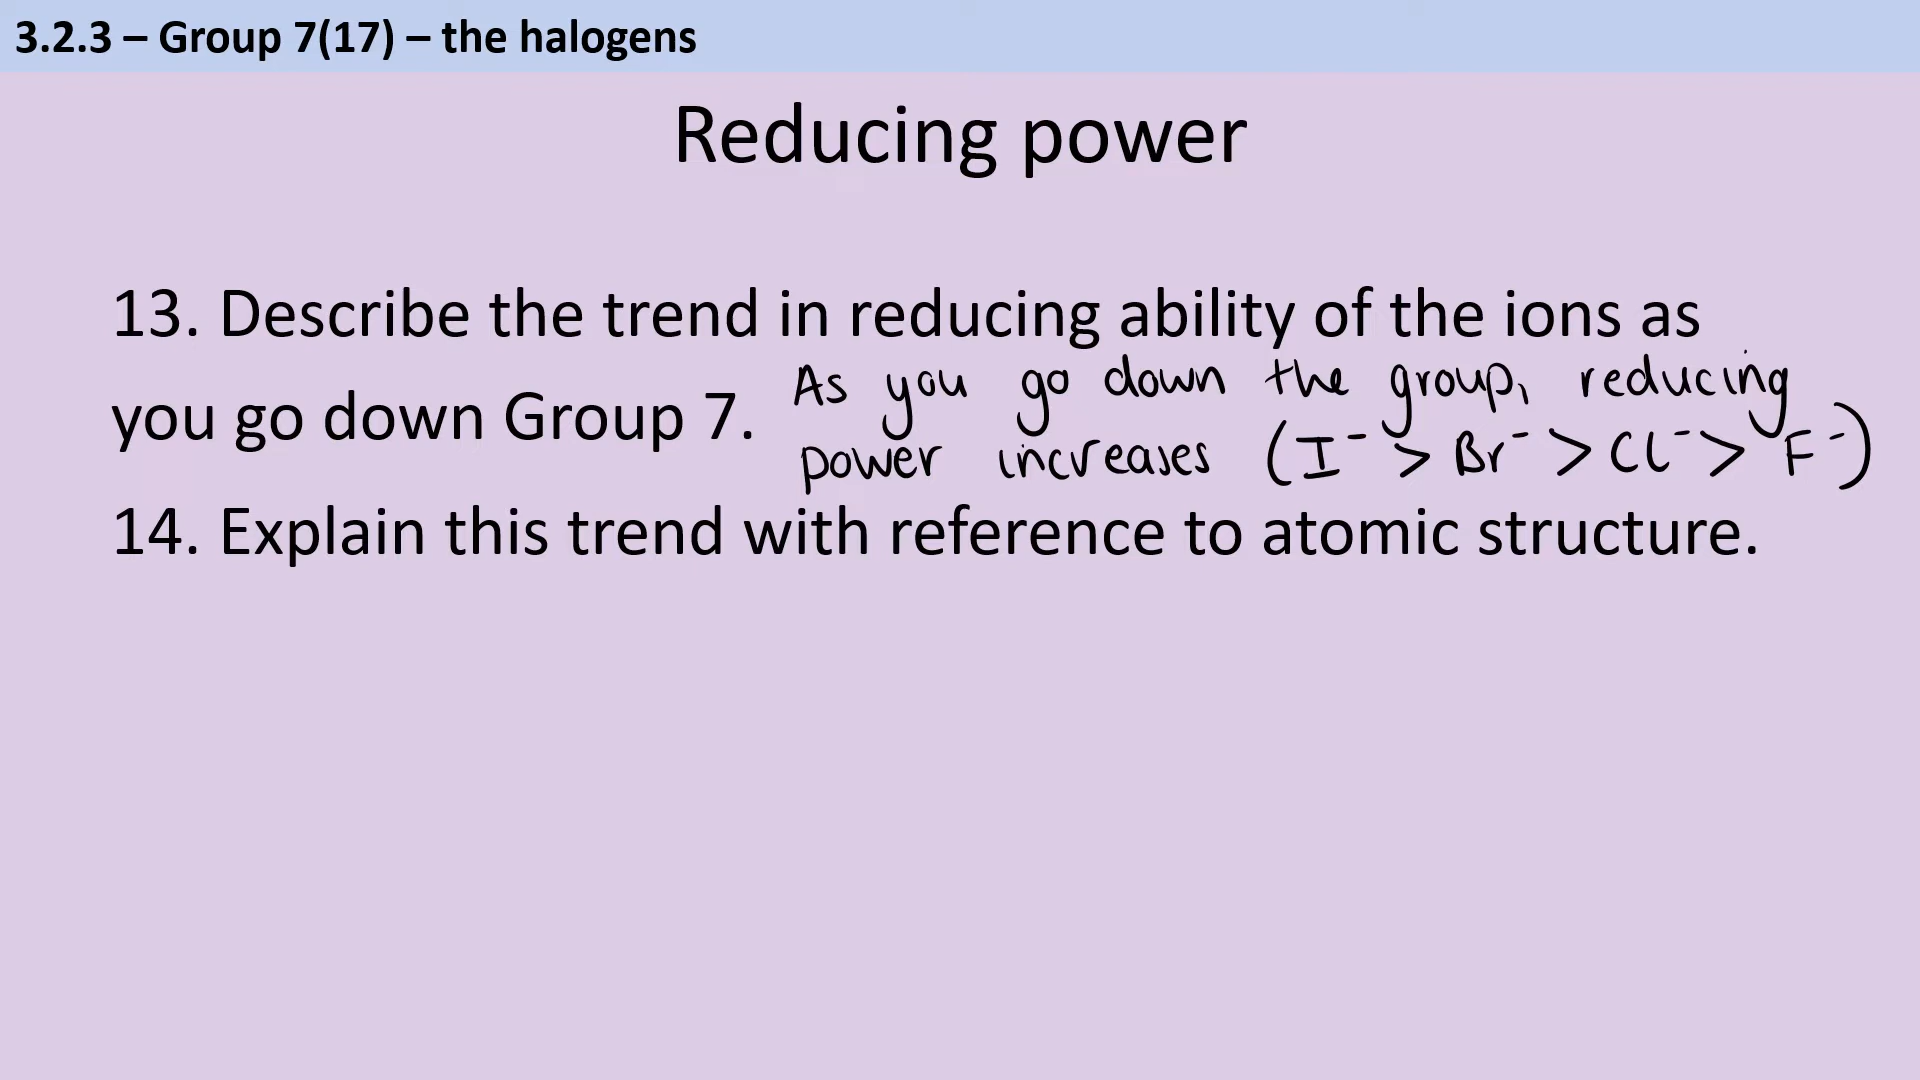 3.2.3 – Group 7(17) – the halogens
Reducing power
13. Describe the trend in reducing ability of the ions as
you go down Group 7.
As you go down the group, reducing
power increases (I⁻ > Br⁻ > Cl⁻ > F⁻)
14. Explain this trend with reference to atomic structure.